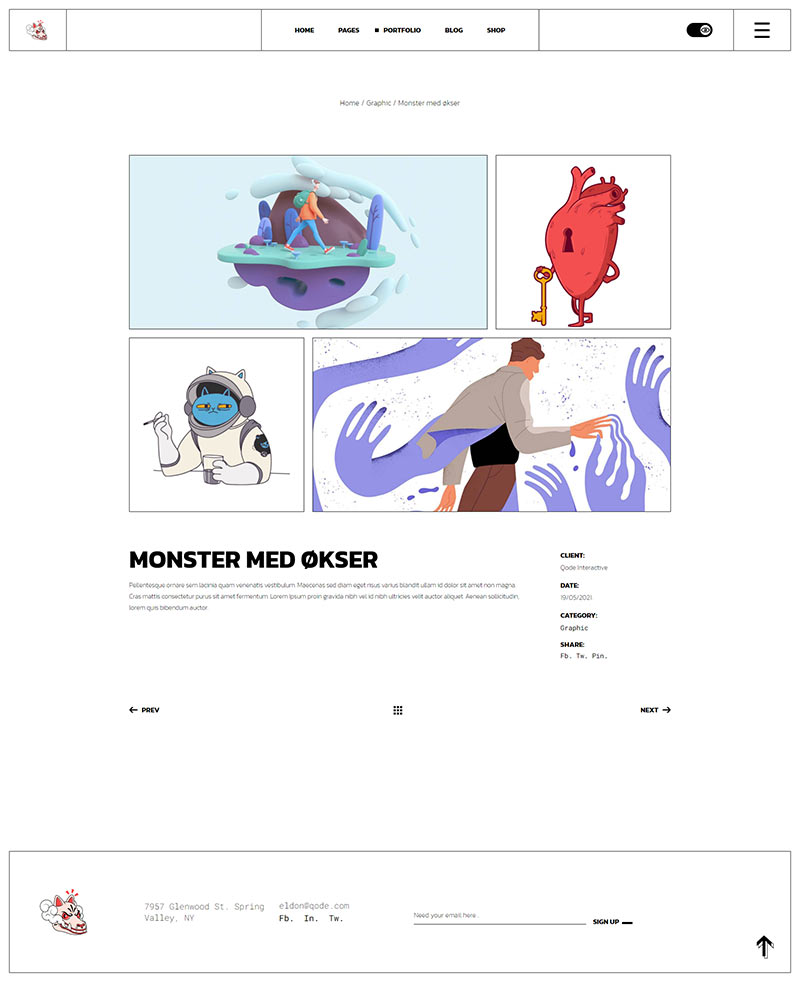 HOME PAGES PORTFOLIO BLOG SHOP
Home / Graphic / Monster med økser
MONSTER MED ØKSER
Pellentesque ornare sem lacinia quam venenatis vestibulum. Maecenas sed diam eget risus varius blandit ullam id dolor sit amet non magna.
Cras mattis consectetur purus sit amet fermentum. Lorem Ipsum proin gravida nibh vel id nibh ultricies velit auctor aliquet. Aenean sollicitudin,
lorem quis bibendum auctor.
CLIENT:
Qode Interactive
DATE:
19/05/2021.
CATEGORY:
Graphic
SHARE:
Fb. Tw. Pin.
PREV
NEXT
7957 Glenwood St. Spring
Valley, NY
eldon@qode.com
Fb. In. Tw.
Need your email here...
SIGN UP